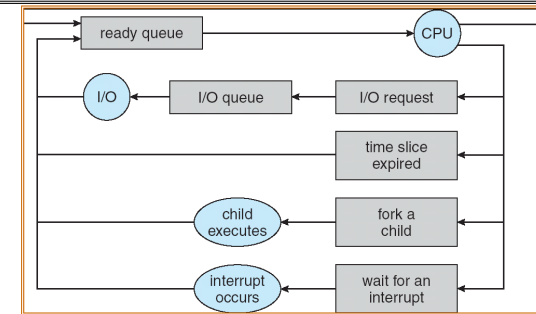 ready queue
CPU
I/O
I/O queue
I/O request
time slice
expired
child
executes
fork a
child
interrupt
occurs
wait for an
interrupt